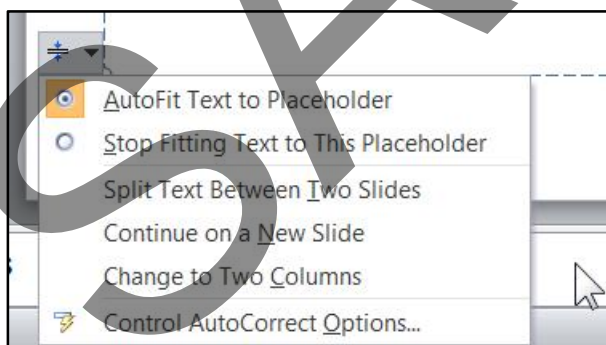 AutoFit Text to Placeholder
Stop Fitting Text to This Placeholder
Split Text Between Two Slides
Continue on a New Slide
Change to Two Columns
Control AutoCorrect Options...